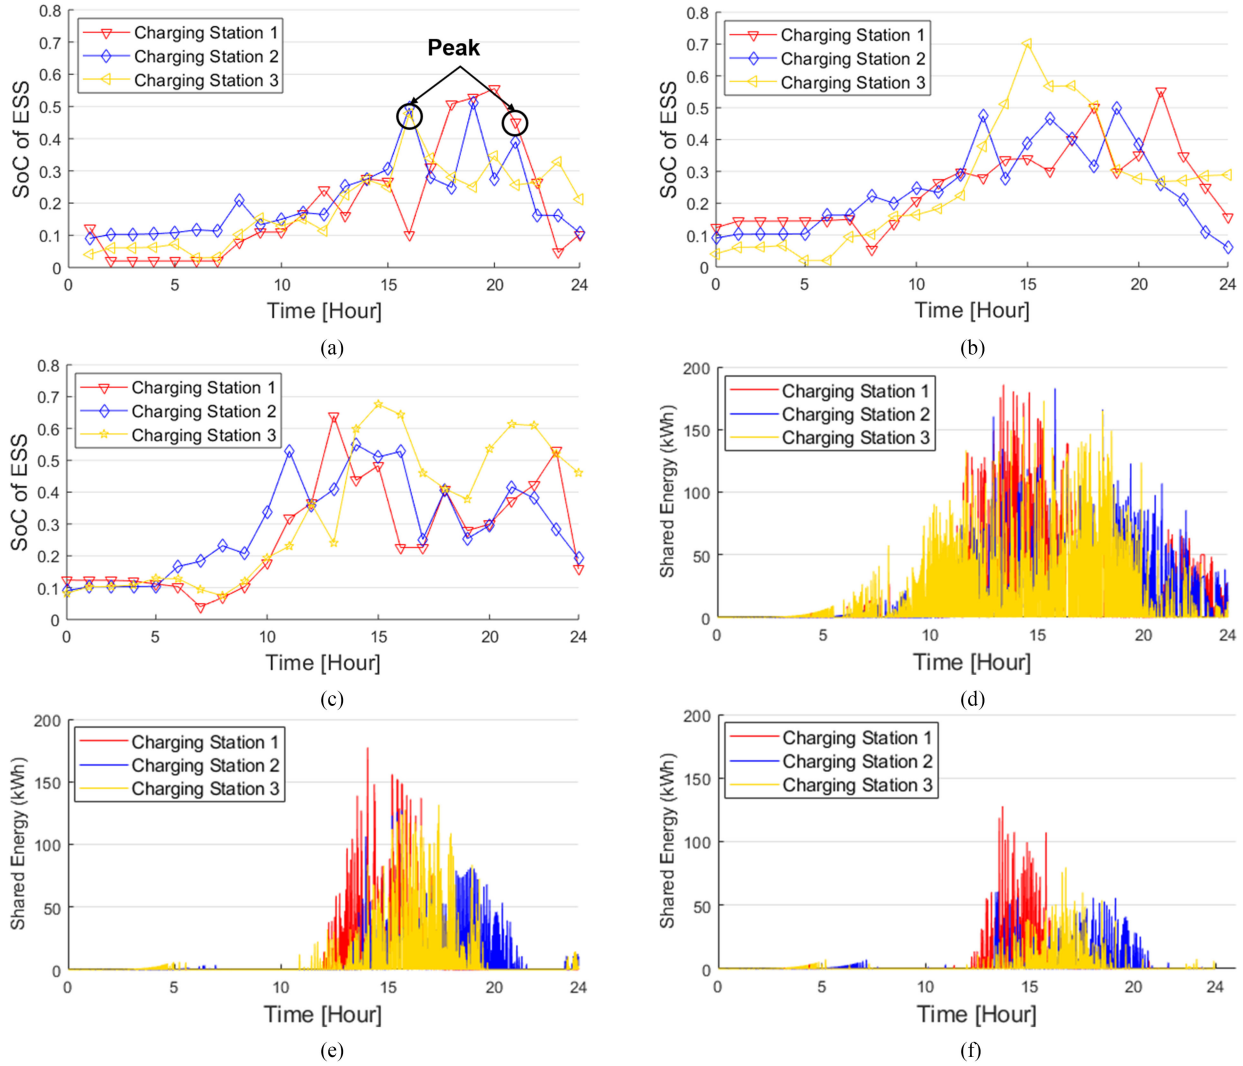 0.8
0.7
0.6
0.5
0.4
0.3
0.2
0.1
0
SoC of ESS
Charging Station 1
Charging Station 2
Charging Station 3
Peak
0 5 10 15 20 24
Time [Hour]
(a)
0.8
0.7
0.6
0.5
0.4
0.3
0.2
0.1
0
SoC of ESS
Charging Station 1
Charging Station 2
Charging Station 3
0 5 10 15 20 24
Time [Hour]
(b)
0.8
0.7
0.6
0.5
0.4
0.3
0.2
0.1
0
SoC of ESS
Charging Station 1
Charging Station 2
Charging Station 3
0 5 10 15 20 24
Time [Hour]
(c)
200
150
100
50
0
Shared Energy (kWh)
Charging Station 1
Charging Station 2
Charging Station 3
0 5 10 15 20 24
Time [Hour]
(d)
200
150
100
50
0
Shared Energy (kWh)
Charging Station 1
Charging Station 2
Charging Station 3
0 5 10 15 20 24
Time [Hour]
(e)
200
150
100
50
0
Shared Energy (kWh)
Charging Station 1
Charging Station 2
Charging Station 3
0 5 10 15 20 24
Time [Hour]
(f)